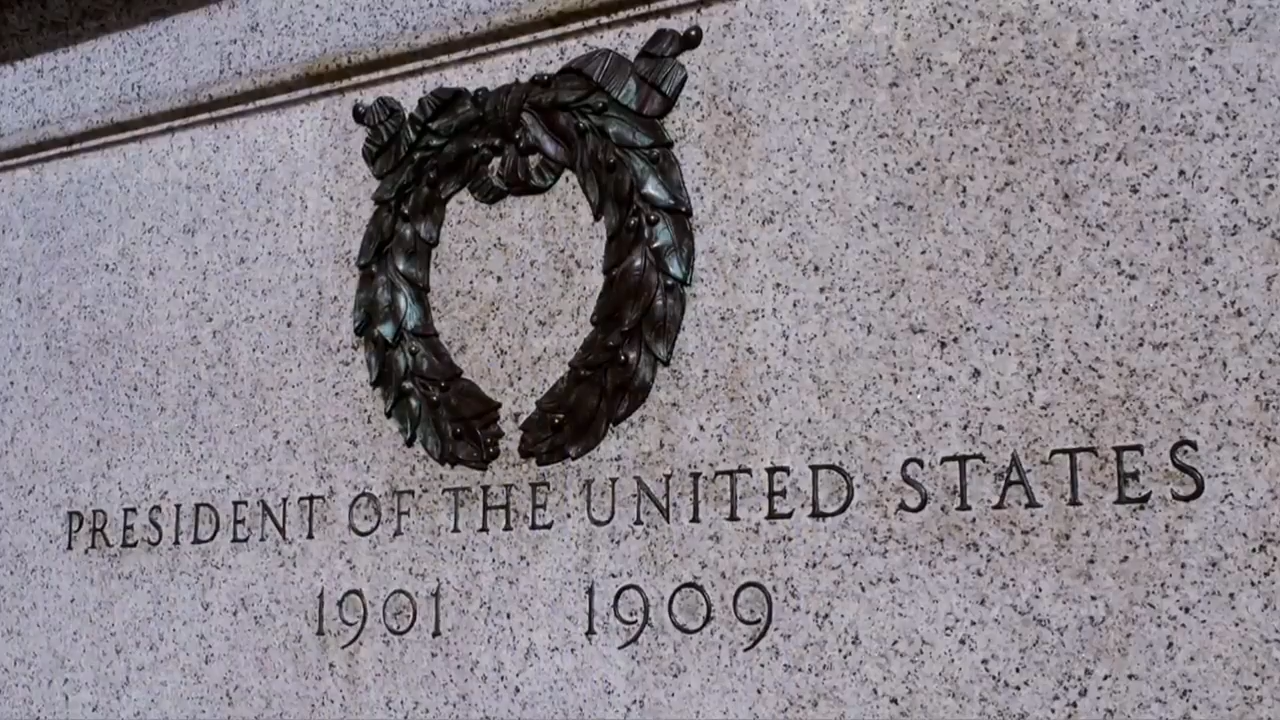 PRESIDENT OF THE UNITED STATES
1901 1909